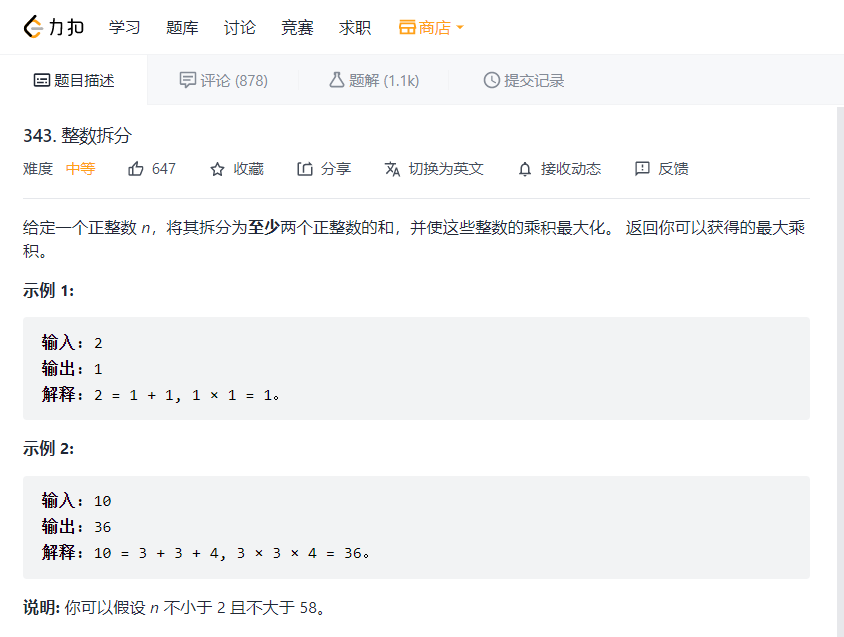 力扣 学习 题库 讨论 竞赛 求职 商店
题目描述 评论 (878) 题解 (1.1k) 提交记录
343. 整数拆分
难度 中等 647 收藏 分享 切换为英文 接收动态 反馈
给定一个正整数 n，将其拆分为至少两个正整数的和，并使这些整数的乘积最大化。 返回你可以获得的最大乘
积。
示例 1:
输入: 2
输出: 1
解释: 2 = 1 + 1, 1 × 1 = 1。
示例 2:
输入: 10
输出: 36
解释: 10 = 3 + 3 + 4, 3 × 3 × 4 = 36。
说明: 你可以假设 n 不小于 2 且不大于 58。